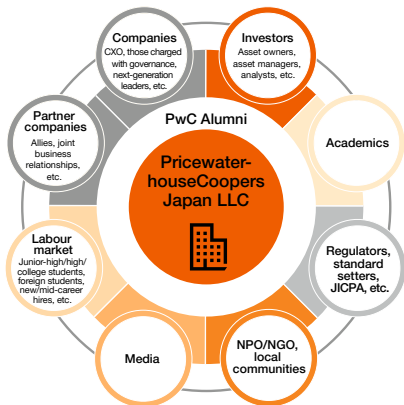 Companies
CXO, those charged
with governance,
next-generation
leaders, etc.
Investors
Asset owners,
asset managers,
analysts, etc.
Partner
companies
Allies, joint
business
relationships,
etc.
PwC Alumni
Academics
Pricewater-
houseCoopers
Japan LLC
Labour
market
Junior-high/high/
college students,
foreign students,
new/mid-career
hires, etc.
Regulators,
standard
setters,
JICPA, etc.
Media
NPO/NGO,
local
communities